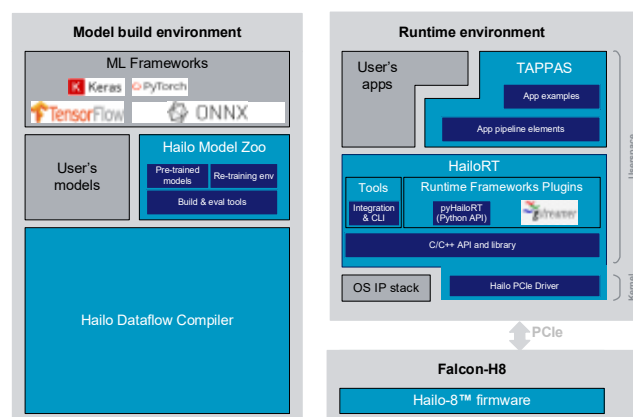 Model build environment
ML Frameworks
K Keras PyTorch
TensorFlow ONNX
User's
models
Hailo Model Zoo
Pre-trained
models
Re-training env
Build & eval tools
Hailo Dataflow Compiler
Runtime environment
User's
apps
TAPPAS
App examples
App pipeline elements
HailoRT
Tools
Integration
& CLI
Runtime Frameworks Plugins
pyHailoRT
(Python API)
Gstreamer
C/C++ API and library
OS IP stack
Hailo PCIe Driver
Userspace
Kernel
PCIe
Falcon-H8
Hailo-8™ firmware